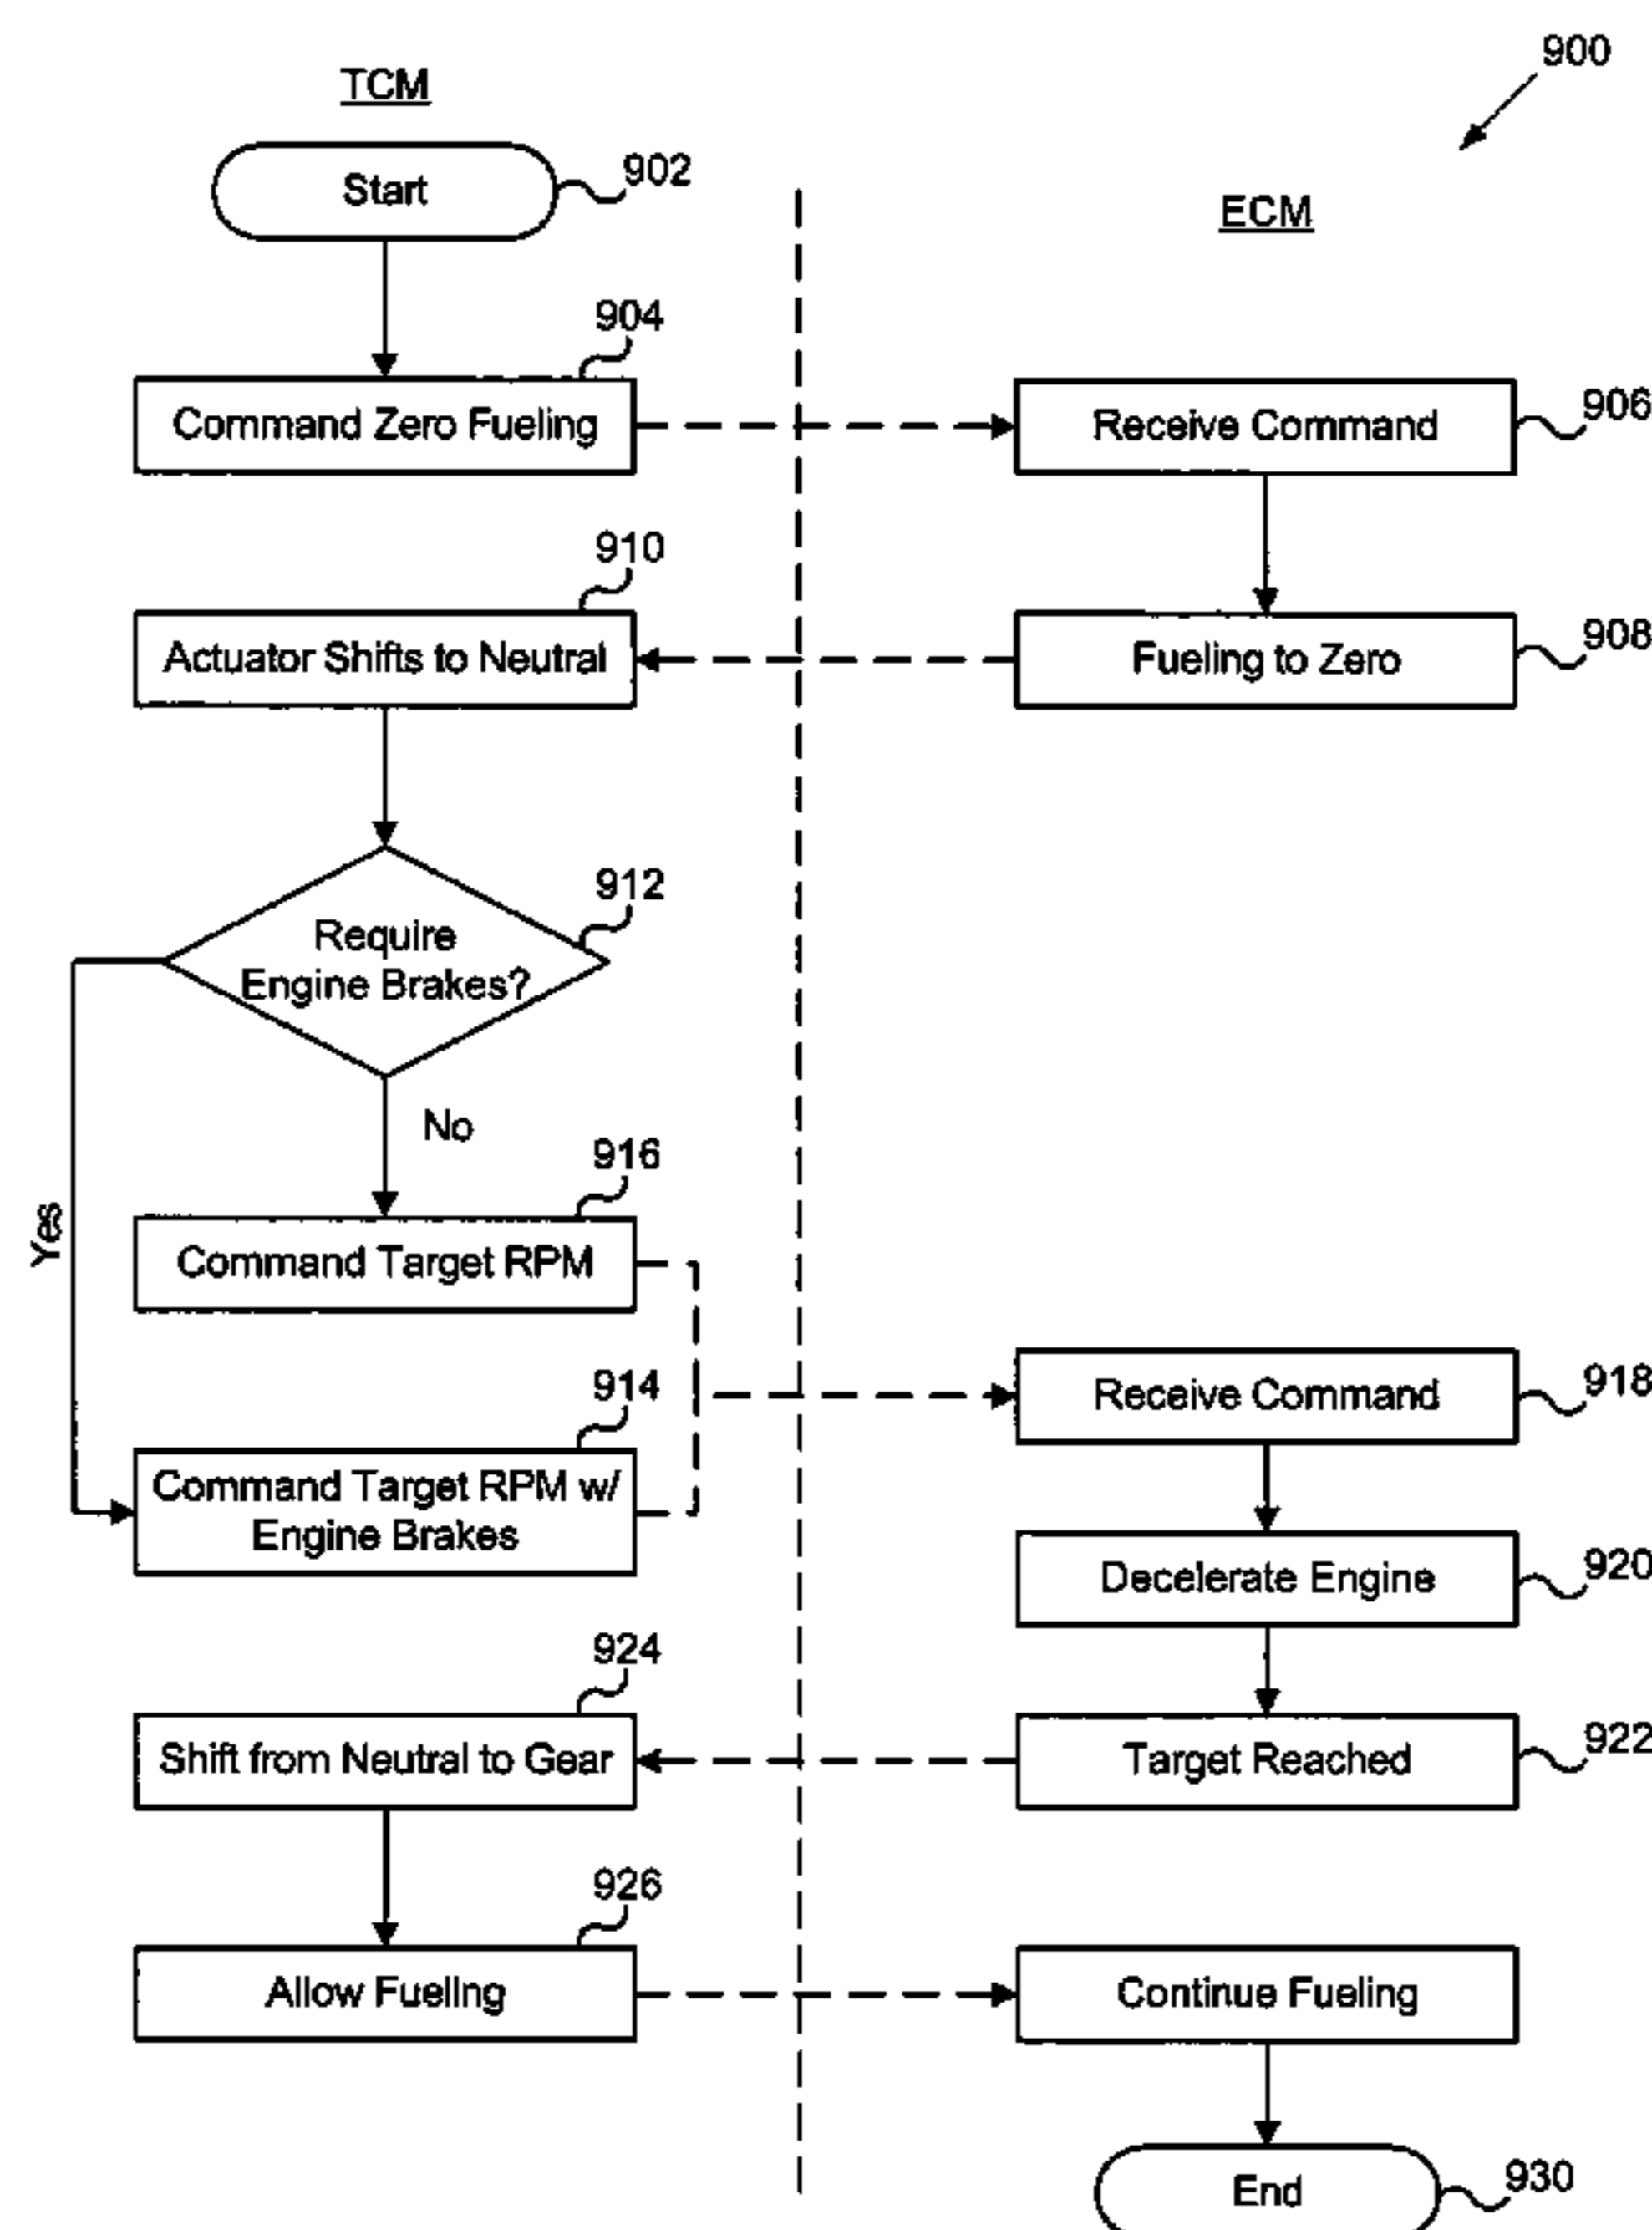 900
TCM
Start
902
ECM
904
Command Zero Fueling
Receive Command
906
910
Actuator Shifts to Neutral
Fueling to Zero
908
912
Require
Engine Brakes?
No
Yes
916
Command Target RPM
914
Command Target RPM w/
Engine Brakes
Receive Command
918
Decelerate Engine
920
924
Shift from Neutral to Gear
Target Reached
922
926
Allow Fueling
Continue Fueling
End
930